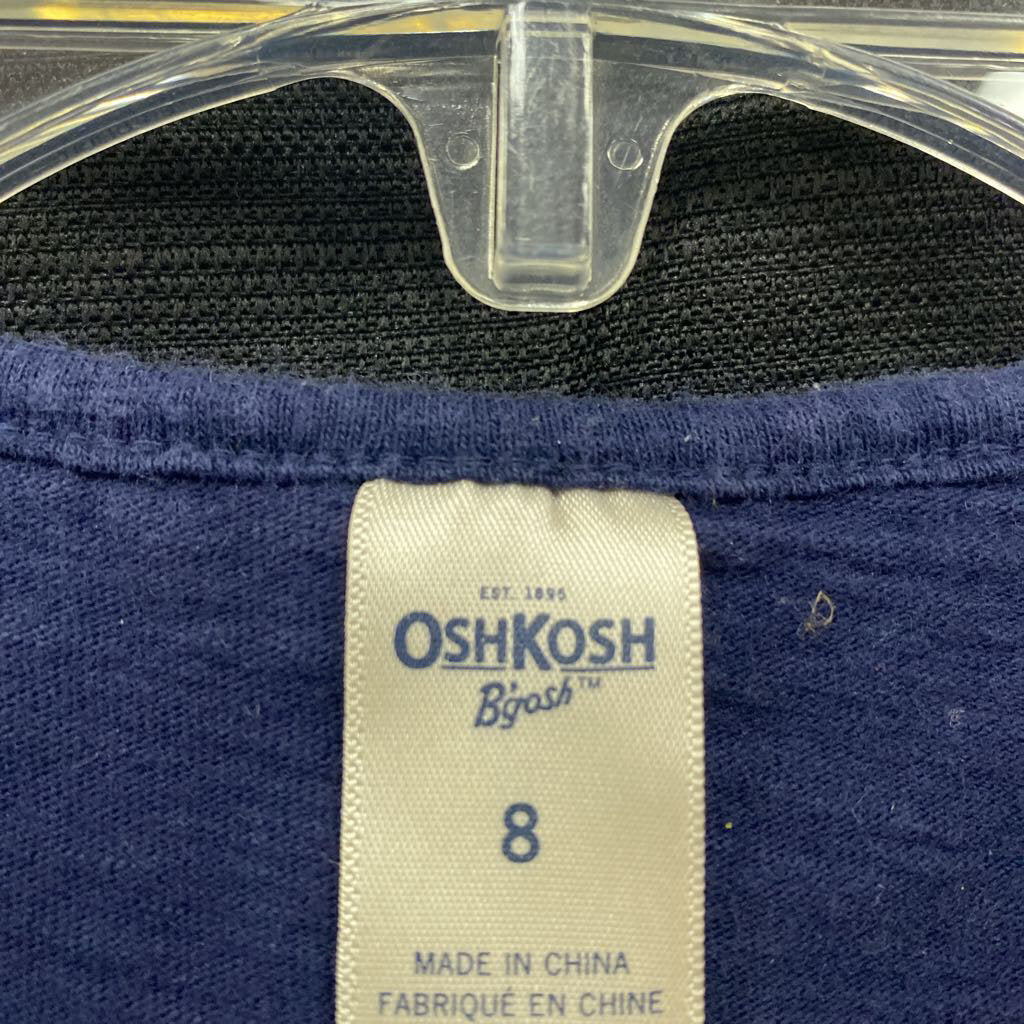 EST. 1895
OSHKOSH
B'gosh™
8
MADE IN CHINA
FABRIQUÉ EN CHINE